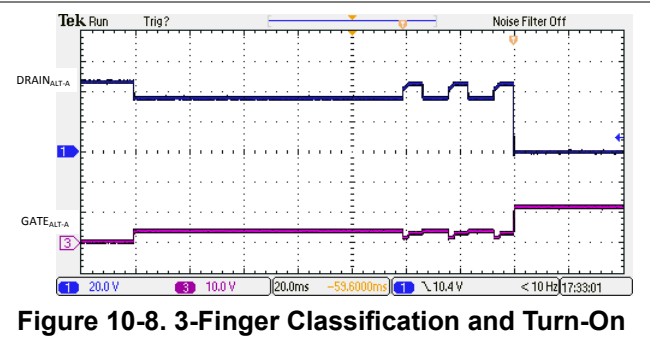 Tek Run Trig? Noise Filter Off
DRAINALT-A
1
GATEALT-A
3
1 20.0 V 3 10.0 V 20.0ms -59.6000ms 1 \ 10.4 V < 10 Hz 17:33:01
Figure 10-8. 3-Finger Classification and Turn-On